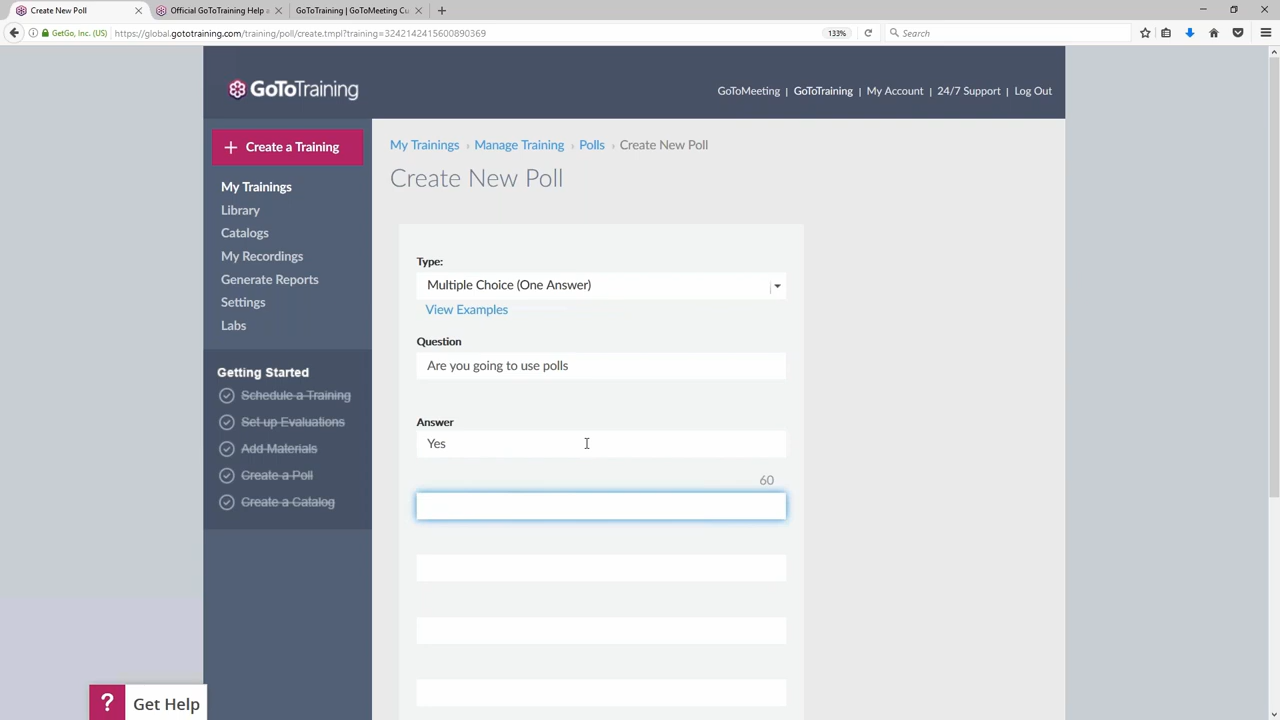 Create New Poll
Official GoToTraining Help
GoToTraining | GoToMeeting Cu
GetGo, Inc. (US)
https://global.gototraining.com/training/poll/create.tmpl?training=3242142415600890369
133%
Search
GoToTraining
GoToMeeting | GoToTraining | My Account | 24/7 Support | Log Out
+ Create a Training
My Trainings
Library
Catalogs
My Recordings
Generate Reports
Settings
Labs
Getting Started
Schedule a Training
Set up Evaluations
Add Materials
Create a Poll
Create a Catalog
My Trainings › Manage Training › Polls › Create New Poll
Create New Poll
Type:
Multiple Choice (One Answer)
View Examples
Question
Are you going to use polls
Answer
Yes
60
? Get Help